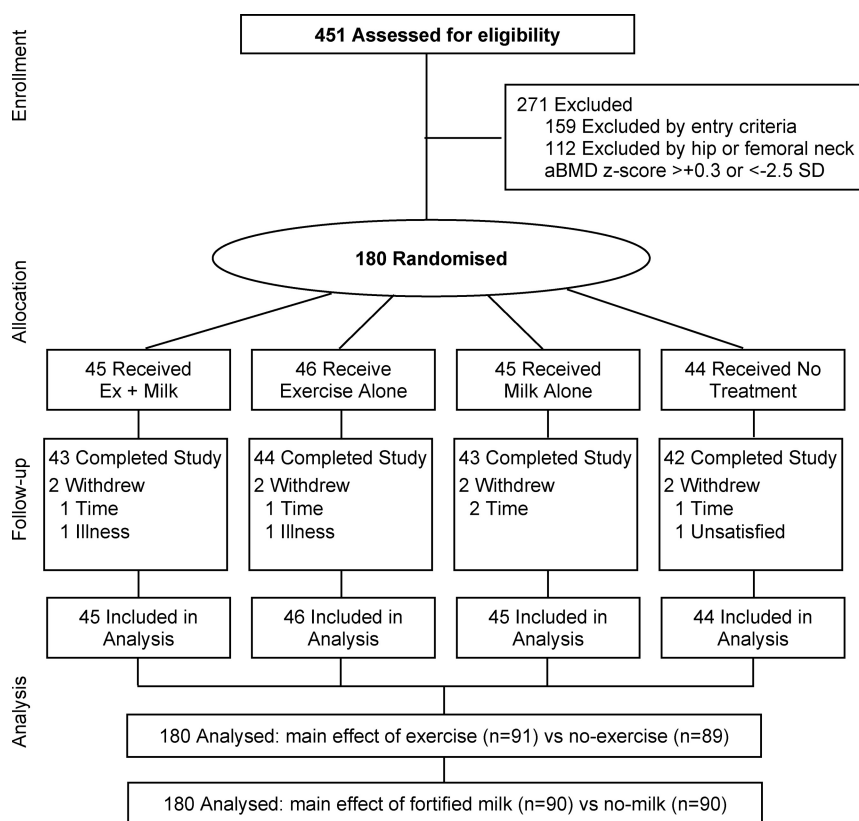 Enrollment
451 Assessed for eligibility
271 Excluded
159 Excluded by entry criteria
112 Excluded by hip or femoral neck
aBMD z-score >+0.3 or <-2.5 SD
180 Randomised
Allocation
45 Received
Ex + Milk
46 Receive
Exercise Alone
45 Received
Milk Alone
44 Received No
Treatment
Follow-up
43 Completed Study
2 Withdrew
1 Time
1 Illness
44 Completed Study
2 Withdrew
1 Time
1 Illness
43 Completed Study
2 Withdrew
2 Time
42 Completed Study
2 Withdrew
1 Time
1 Unsatisfied
45 Included in
Analysis
46 Included in
Analysis
45 Included in
Analysis
44 Included in
Analysis
Analysis
180 Analysed: main effect of exercise (n=91) vs no-exercise (n=89)
180 Analysed: main effect of fortified milk (n=90) vs no-milk (n=90)